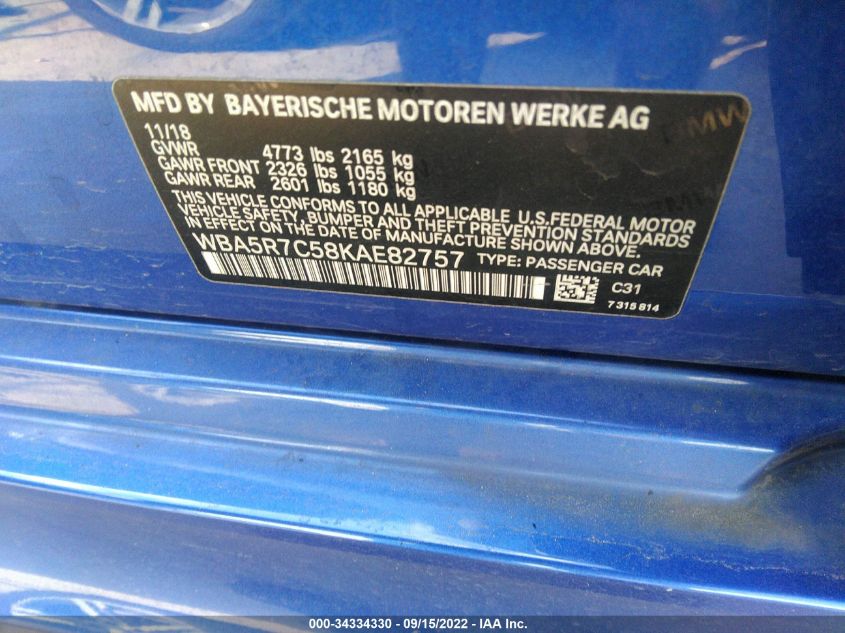 MFD BY BAYERISCHE MOTOREN WERKE AG
11/18
GVWR 4773 lbs 2165 kg
GAWR FRONT 2326 lbs 1055 kg
GAWR REAR 2601 lbs 1180 kg
THIS VEHICLE CONFORMS TO ALL APPLICABLE U.S.FEDERAL MOTOR
VEHICLE SAFETY, BUMPER AND THEFT PREVENTION STANDARDS
IN EFFECT ON THE DATE OF MANUFACTURE SHOWN ABOVE.
WBA5R7C58KAE82757 TYPE: PASSENGER CAR
C31
7 315 814
000-34334330 - 09/15/2022 - IAA Inc.